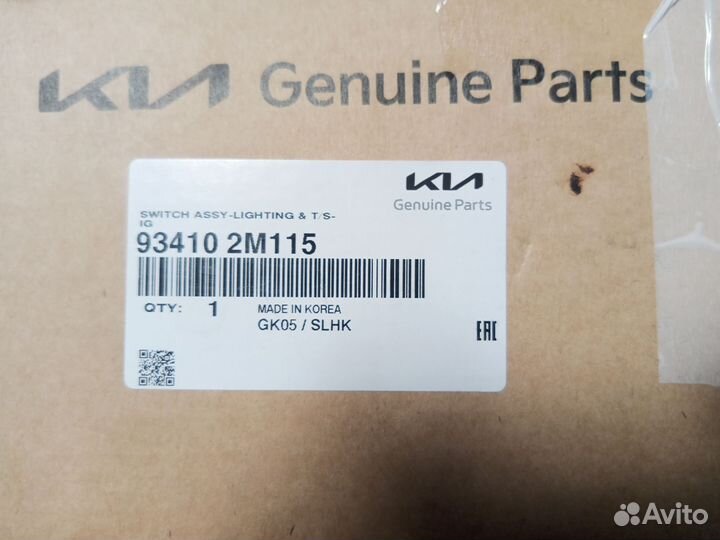 KIA Genuine Parts
KIA
Genuine Parts
SWITCH ASSY-LIGHTING & T/S-
IG
93410 2M115
QTY: 1
MADE IN KOREA
GK05 / SLHK
EAC
Avito